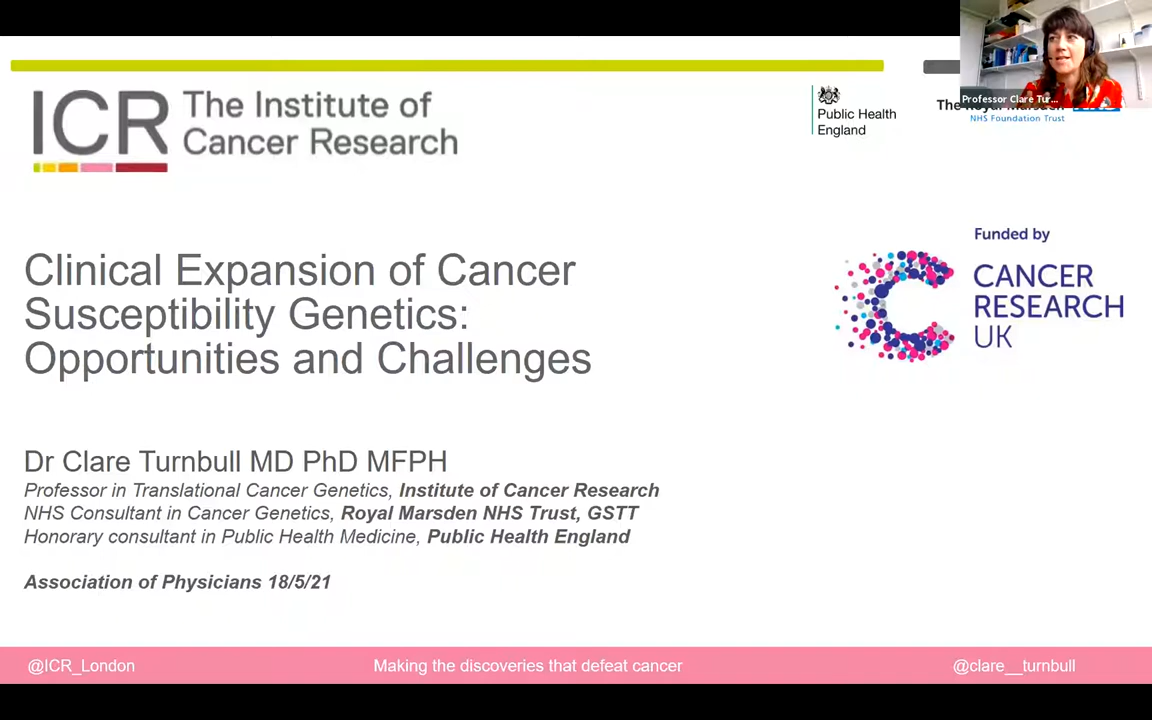 Professor Clare Tur...
ICR The Institute of
Cancer Research
Public Health
England
The Royal Marsden
NHS Foundation Trust
Funded by
CANCER
RESEARCH
UK
Clinical Expansion of Cancer
Susceptibility Genetics:
Opportunities and Challenges
Dr Clare Turnbull MD PhD MFPH
Professor in Translational Cancer Genetics, Institute of Cancer Research
NHS Consultant in Cancer Genetics, Royal Marsden NHS Trust, GSTT
Honorary consultant in Public Health Medicine, Public Health England
Association of Physicians 18/5/21
@ICR_London
Making the discoveries that defeat cancer
@clare__turnbull